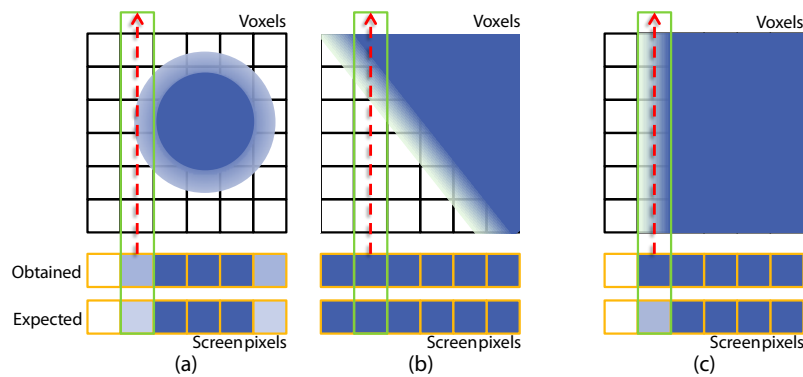 Voxels
Voxels
Voxels
Obtained
Expected
Screen pixels
Screen pixels
Screen pixels
(a)
(b)
(c)